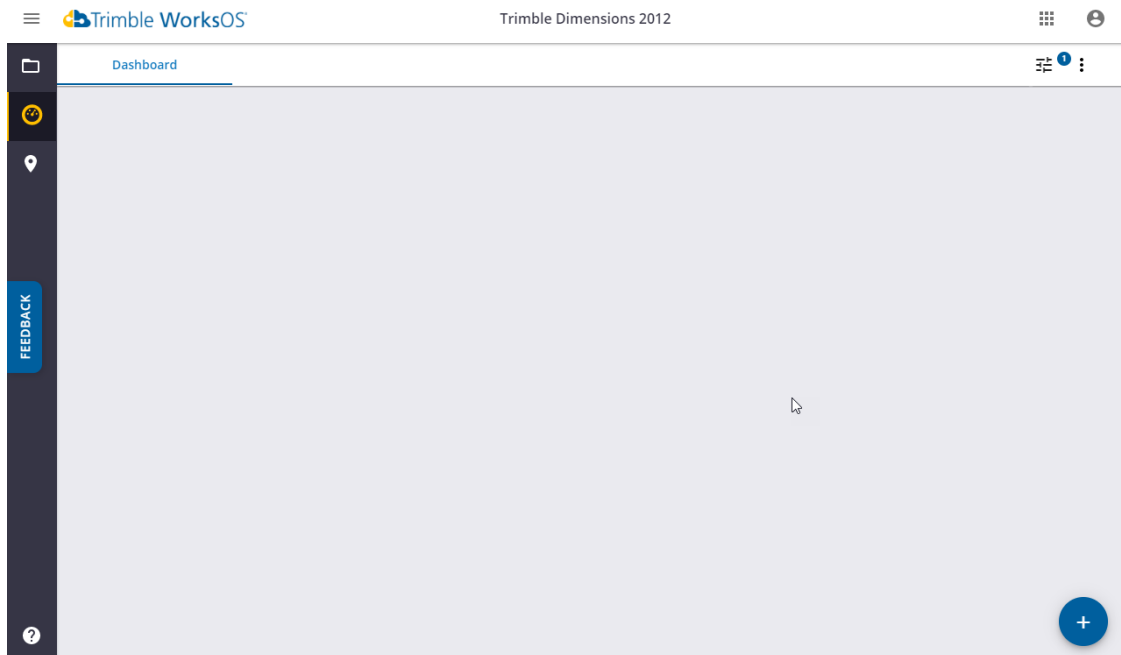 Trimble WorksOS
Trimble Dimensions 2012
Dashboard
1
FEEDBACK